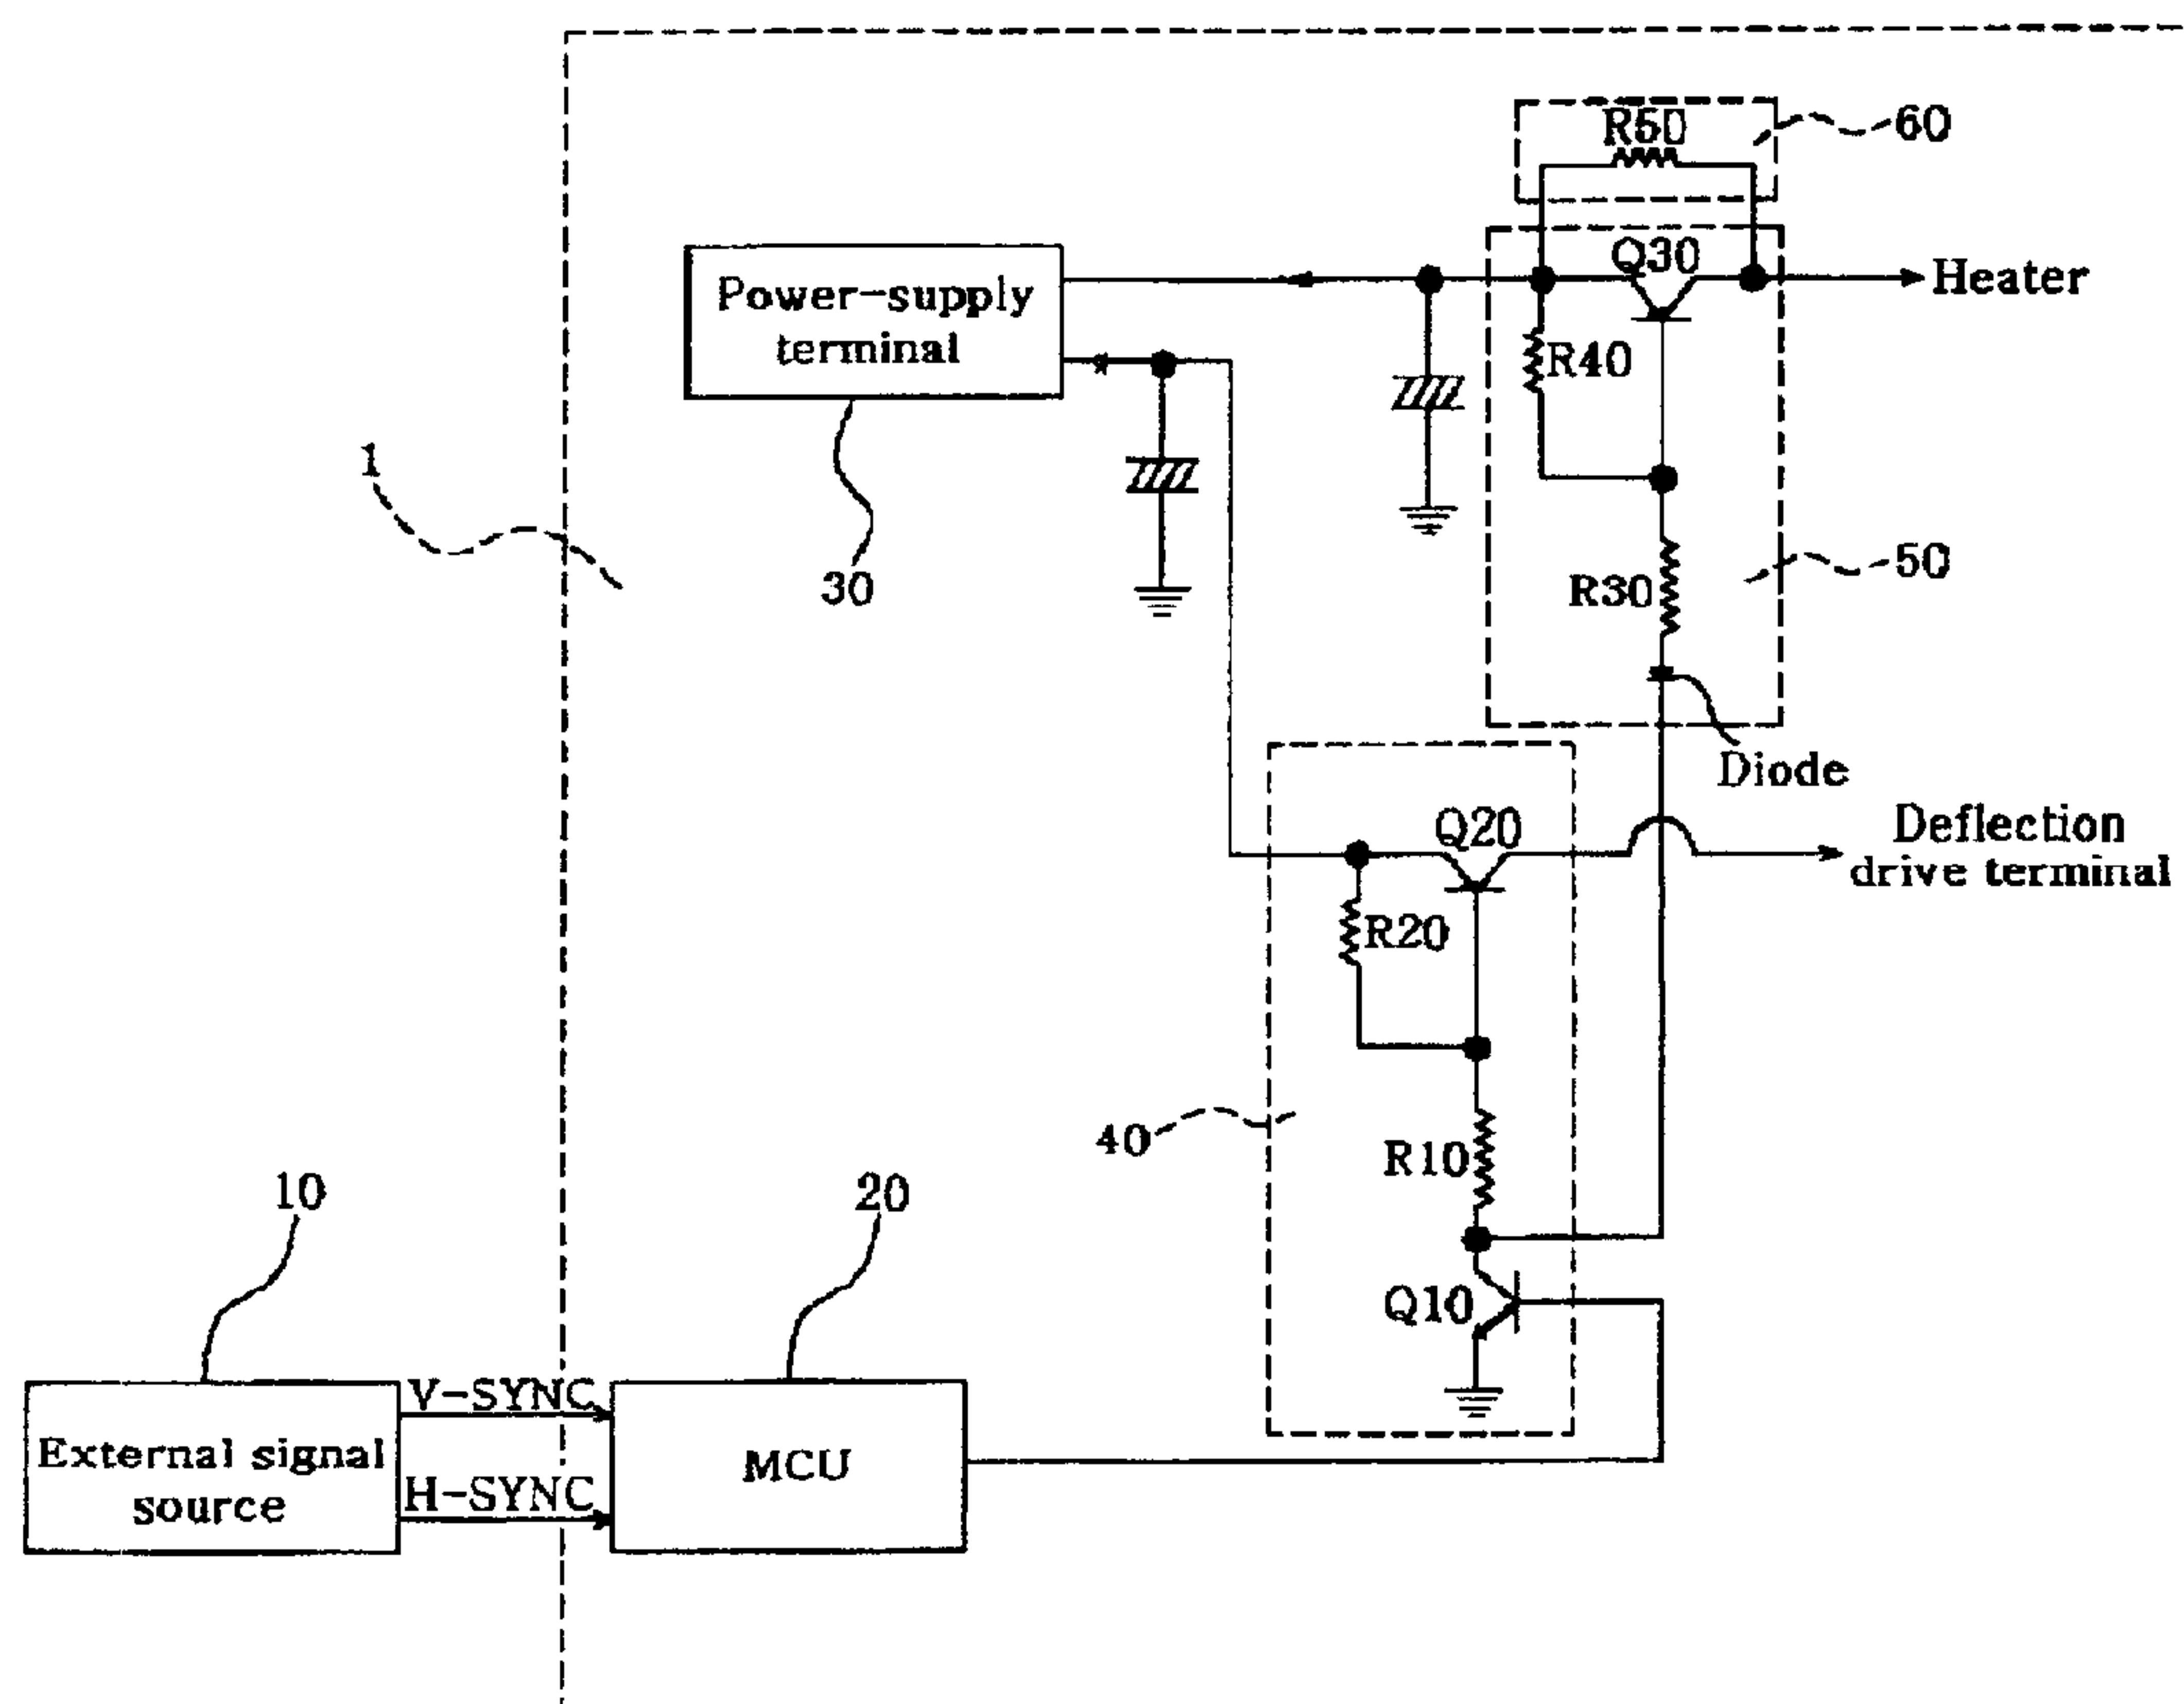 R50
60
Q30
Heater
Power-supply
terminal
R40
1
30
R30
50
Diode
Q20
Deflection
drive terminal
R20
40
R10
10
20
Q10
V-SYNC
External signal
source
MCU
H-SYNC